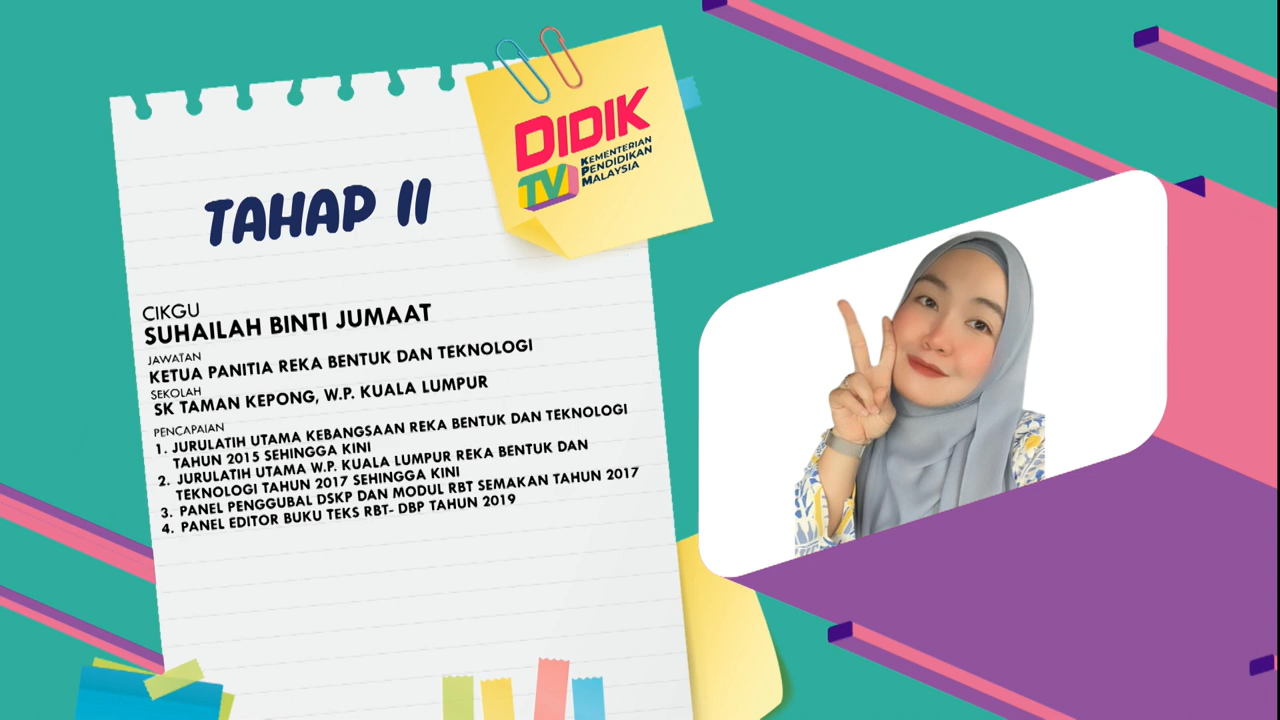 DIDIK
TV
KEMENTERIAN
PENDIDIKAN
MALAYSIA
TAHAP II
CIKGU
SUHAILAH BINTI JUMAAT
JAWATAN
KETUA PANITIA REKA BENTUK DAN TEKNOLOGI
SEKOLAH
SK TAMAN KEPONG, W.P. KUALA LUMPUR
PENCAPAIAN
1. JURULATIH UTAMA KEBANGSAAN REKA BENTUK DAN TEKNOLOGI
TAHUN 2015 SEHINGGA KINI
2. JURULATIH UTAMA W.P. KUALA LUMPUR REKA BENTUK DAN
TEKNOLOGI TAHUN 2017 SEHINGGA KINI
3. PANEL PENGGUBAL DSKP DAN MODUL RBT SEMAKAN TAHUN 2017
4. PANEL EDITOR BUKU TEKS RBT- DBP TAHUN 2019